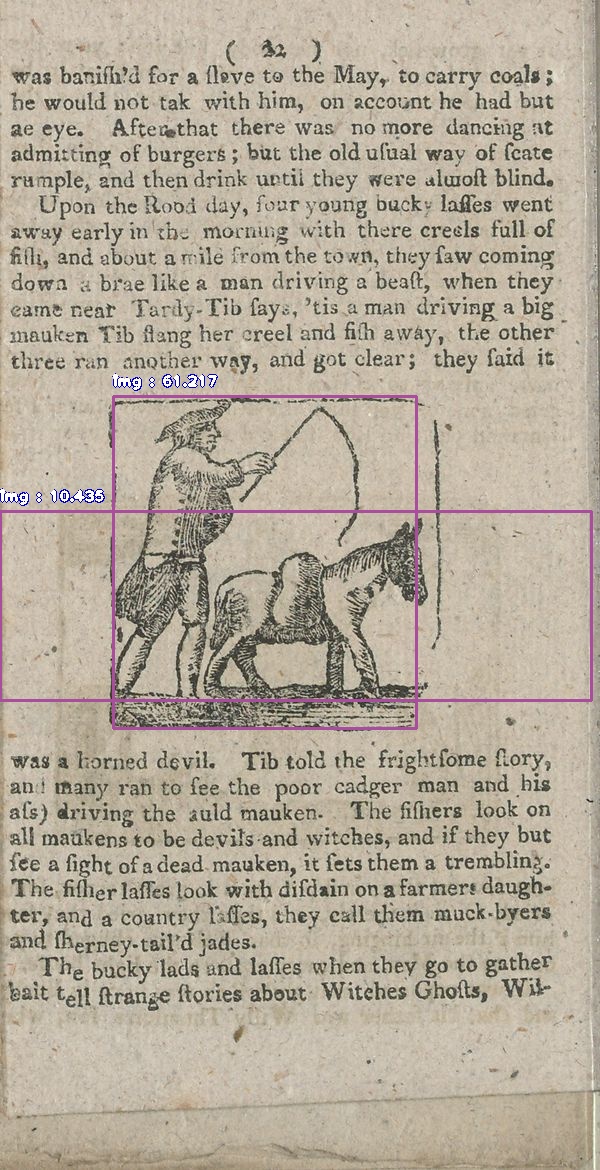 ( 22 )
was baniſh'd for a ſlave to the May, to carry coals;
he would not tak with him, on account he had but
ae eye. After that there was no more dancing at
admitting of burgers; but the old uſual way of ſcate
rumple, and then drink until they were almoſt blind.
Upon the Rood day, four young bucky laſſes went
away early in the morning with there creels full of
fiſh, and about a mile from the town, they ſaw coming
down a brae like a man driving a beaſt, when they
came near Tardy-Tib ſays, 'tis a man driving a big
mauken Tib flang her creel and fiſh away, the other
three ran another way, and got clear; they ſaid it
img : 61.217
img : 10.435
was a horned devil. Tib told the frightſome ſtory,
and many ran to ſee the poor cadger man and his
aſs) driving the auld mauken. The fiſhers look on
all maukens to be devils and witches, and if they but
ſee a ſight of a dead mauken, it ſets them a trembling.
The fiſher laſſes look with diſdain on a farmers daugh-
ter, and a country laſſes, they call them muck-byers
and ſherney-tail'd jades.
The bucky lads and laſſes when they go to gather
bait tell ſtrange ſtories about Witches Ghoſts, Wil-